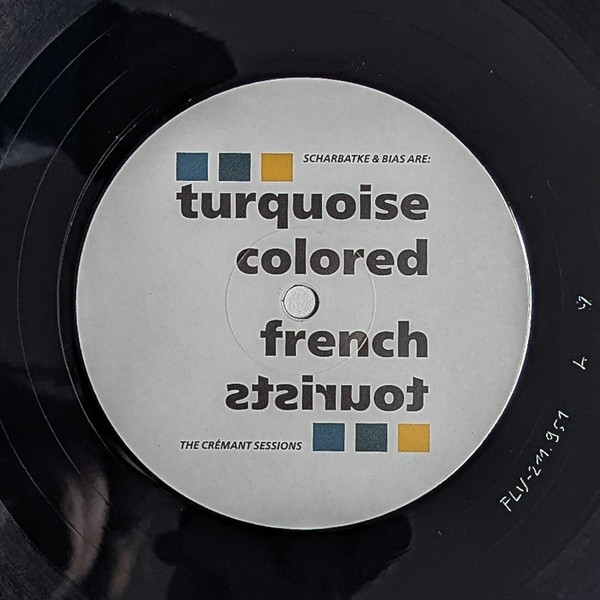 SCHARBATKE & BIAS ARE:
turquoise
colored
french
tourists
THE CRÉMANT SESSIONS
FLV-211.951